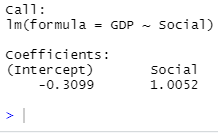 Call:
lm(formula = GDP ~ Social)
Coefficients:
(Intercept) Social
-0.3099 1.0052
>